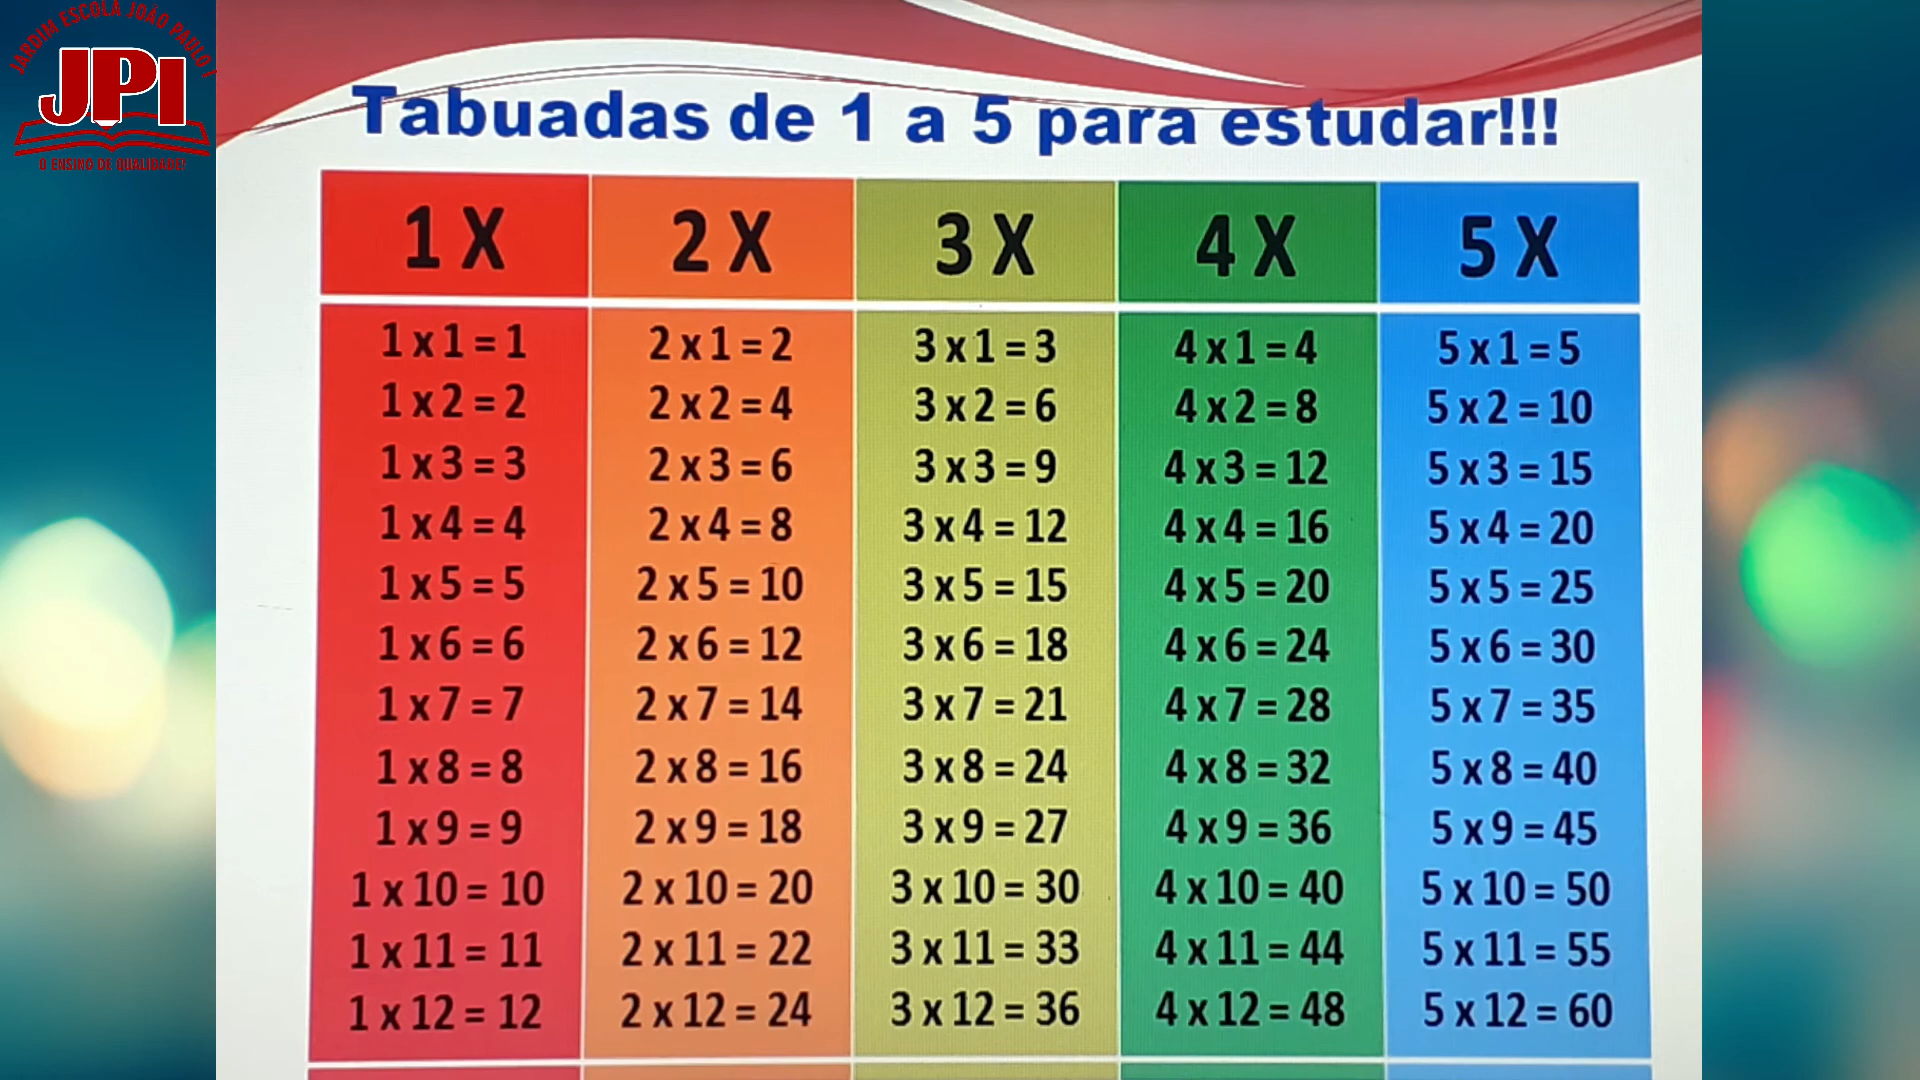 JARDIM ESCOLA JOÃO PAULO I
JPI
O ENSINO DE QUALIDADE!
Tabuadas de 1 a 5 para estudar!!!
1 X 2 X 3 X 4 X 5 X
1 x 1 = 1 2 x 1 = 2 3 x 1 = 3 4 x 1 = 4 5 x 1 = 5
1 x 2 = 2 2 x 2 = 4 3 x 2 = 6 4 x 2 = 8 5 x 2 = 10
1 x 3 = 3 2 x 3 = 6 3 x 3 = 9 4 x 3 = 12 5 x 3 = 15
1 x 4 = 4 2 x 4 = 8 3 x 4 = 12 4 x 4 = 16 5 x 4 = 20
1 x 5 = 5 2 x 5 = 10 3 x 5 = 15 4 x 5 = 20 5 x 5 = 25
1 x 6 = 6 2 x 6 = 12 3 x 6 = 18 4 x 6 = 24 5 x 6 = 30
1 x 7 = 7 2 x 7 = 14 3 x 7 = 21 4 x 7 = 28 5 x 7 = 35
1 x 8 = 8 2 x 8 = 16 3 x 8 = 24 4 x 8 = 32 5 x 8 = 40
1 x 9 = 9 2 x 9 = 18 3 x 9 = 27 4 x 9 = 36 5 x 9 = 45
1 x 10 = 10 2 x 10 = 20 3 x 10 = 30 4 x 10 = 40 5 x 10 = 50
1 x 11 = 11 2 x 11 = 22 3 x 11 = 33 4 x 11 = 44 5 x 11 = 55
1 x 12 = 12 2 x 12 = 24 3 x 12 = 36 4 x 12 = 48 5 x 12 = 60